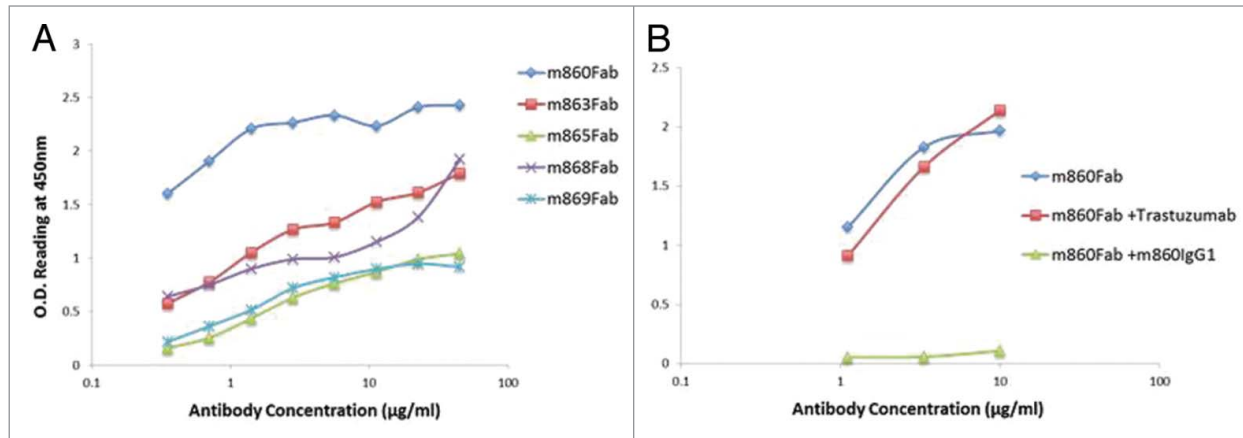 A
O.D. Reading at 450nm
3
2.5
2
1.5
1
0.5
0
0.1
1
10
100
Antibody Concentration (µg/ml)
m860Fab
m863Fab
m865Fab
m868Fab
m869Fab
B
2.5
2
1.5
1
0.5
0
0.1
1
10
100
Antibody Concentration (µg/ml)
m860Fab
m860Fab +Trastuzumab
m860Fab +m860IgG1